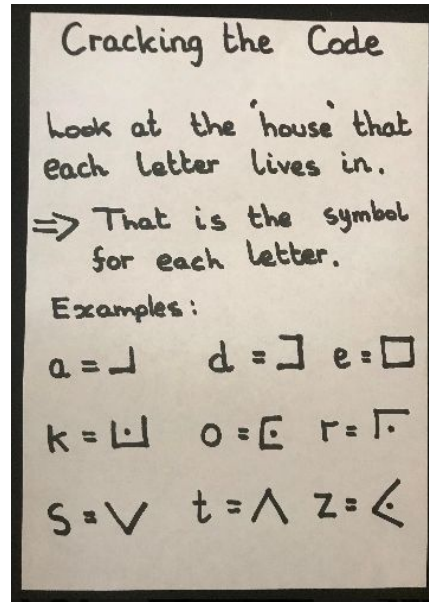 Cracking the Code
Look at the 'house' that
each letter lives in.
⇒ That is the symbol
for each letter.
Examples:
a = ┘ d = ⊐ e = □
k = ⊔· o = ⊏· r = ┌·
s = ∨ t = ∧ z = <·